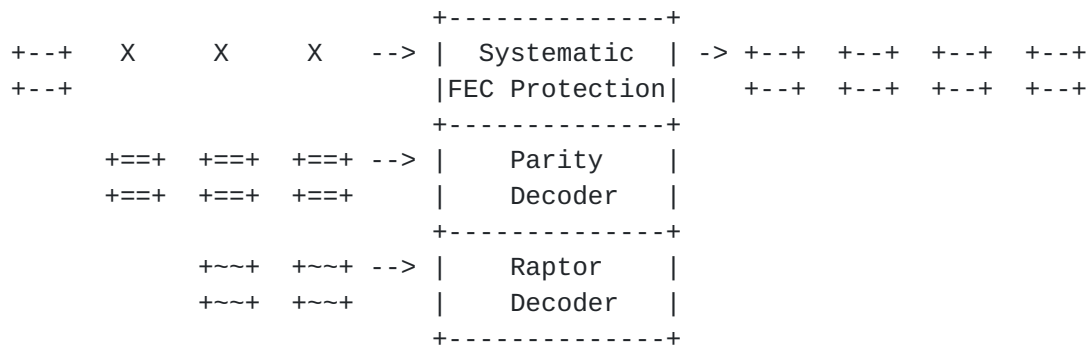 +--------------+
+--+   X     X     X   --> |  Systematic  | -> +--+  +--+  +--+  +--+
+--+                       |FEC Protection|    +--+  +--+  +--+  +--+
                           +--------------+
      +==+  +==+  +==+ --> |    Parity    |
      +==+  +==+  +==+     |    Decoder   |
                           +--------------+
            +~~+  +~~+ --> |    Raptor    |
            +~~+  +~~+     |    Decoder   |
                           +--------------+